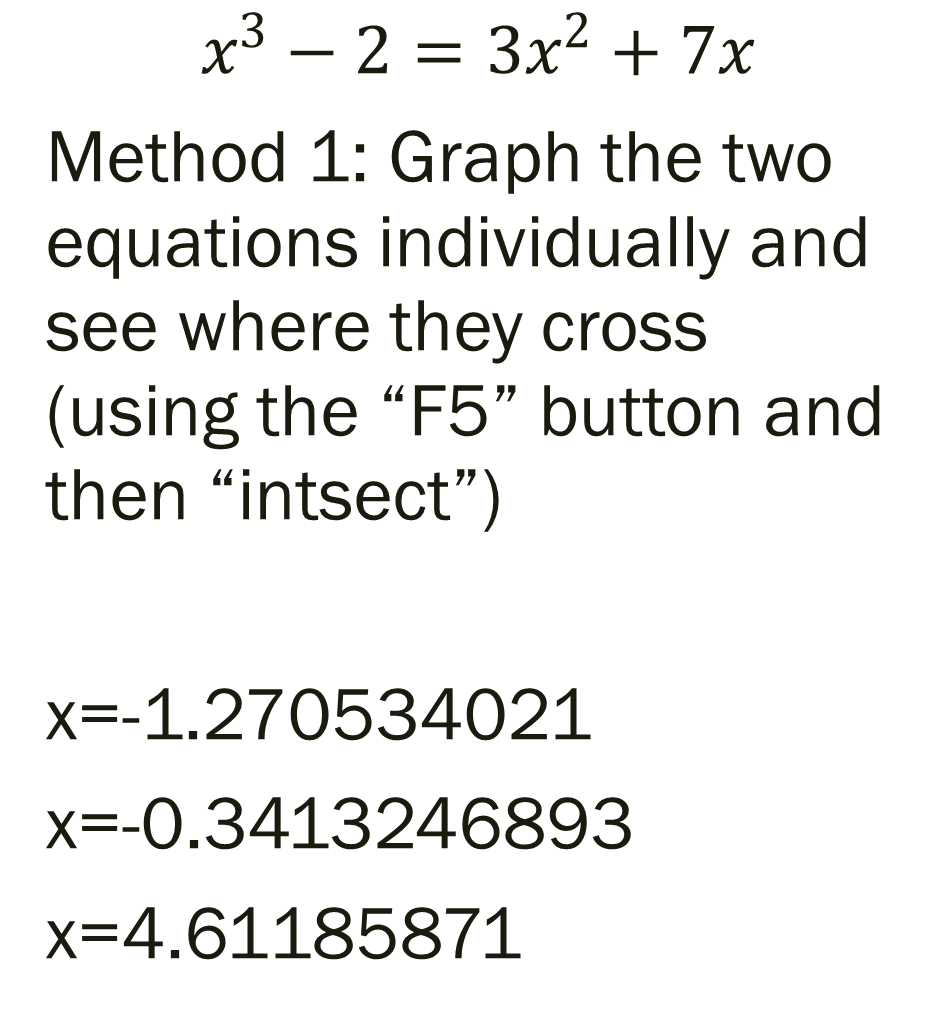 x³ − 2 = 3x² + 7x
Method 1: Graph the two
equations individually and
see where they cross
(using the “F5” button and
then “intsect”)
x=-1.270534021
x=-0.3413246893
x=4.61185871